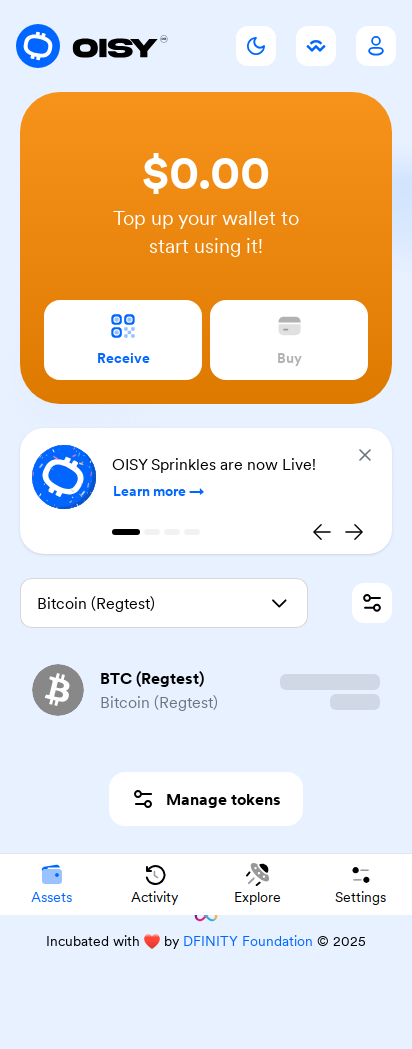 OISY
$0.00
Top up your wallet to
start using it!
Receive
Buy
OISY Sprinkles are now Live!
Learn more
Bitcoin (Regtest)
BTC (Regtest)
Bitcoin (Regtest)
Manage tokens
Assets
Activity
Explore
Settings
Incubated with ❤️ by DFINITY Foundation © 2025